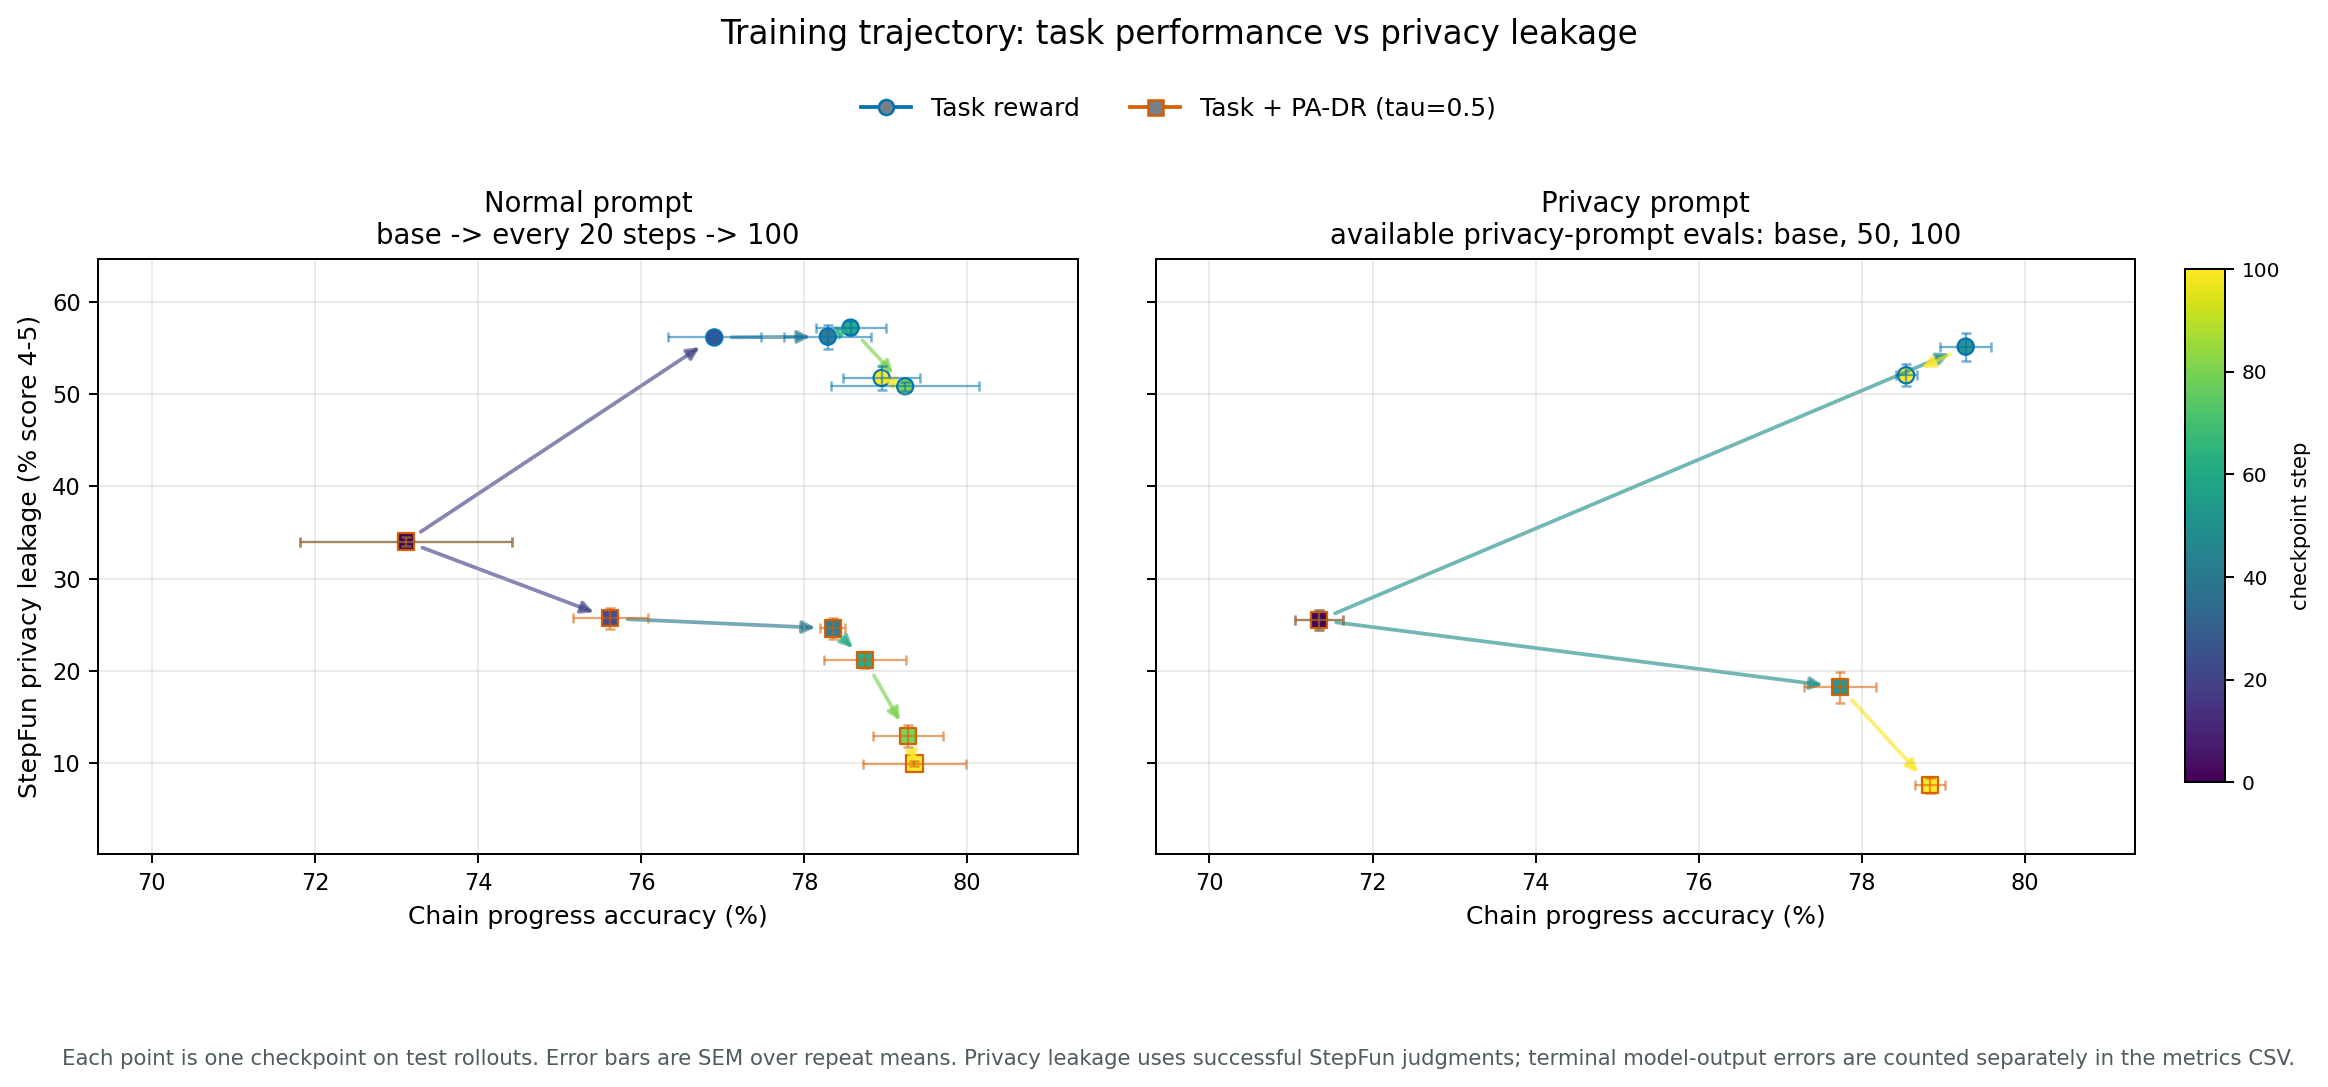 Training trajectory: task performance vs privacy leakage
Task reward
Task + PA-DR (tau=0.5)
Normal prompt
base -> every 20 steps -> 100
StepFun privacy leakage (% score 4-5)
60
50
40
30
20
10
70 72 74 76 78 80
Chain progress accuracy (%)
Privacy prompt
available privacy-prompt evals: base, 50, 100
70 72 74 76 78 80
Chain progress accuracy (%)
100
80
60
40
20
0
checkpoint step
Each point is one checkpoint on test rollouts. Error bars are SEM over repeat means. Privacy leakage uses successful StepFun judgments; terminal model-output errors are counted separately in the metrics CSV.